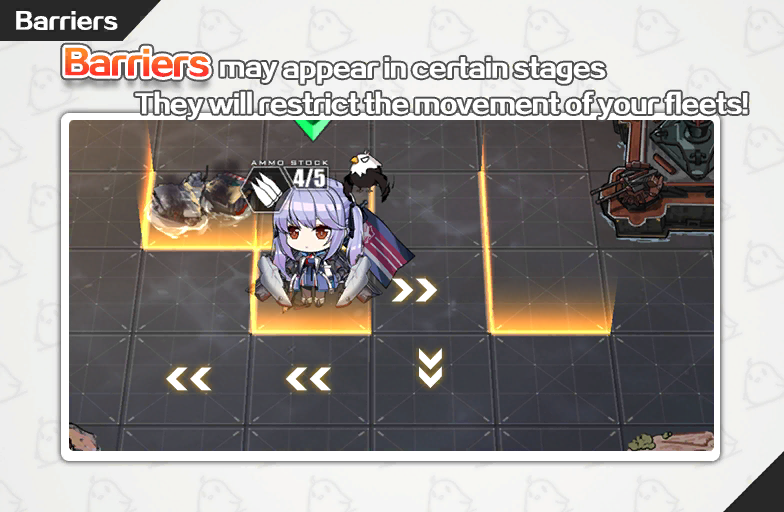 Barriers
Barriers may appear in certain stages
They will restrict the movement of your fleets!
AMMO STOCK
4/5